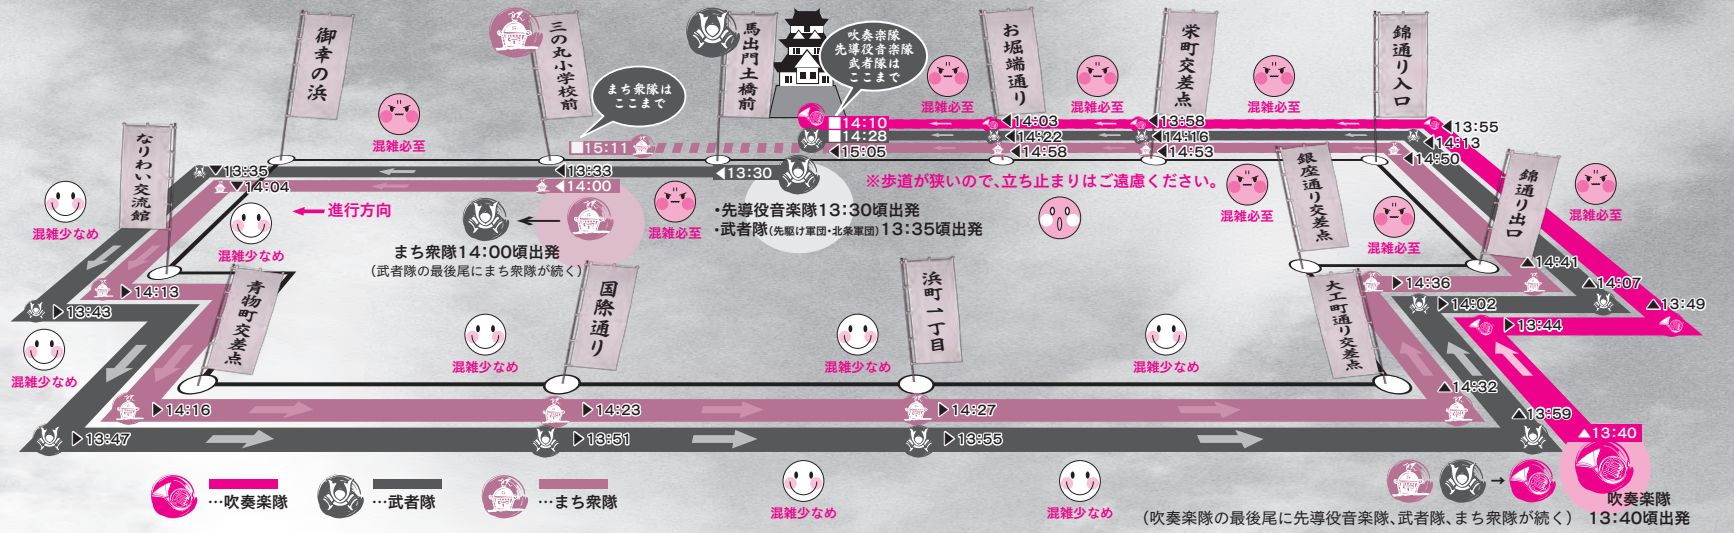 御幸の浜
三の丸小学校前
馬出門土橋前
吹奏楽隊
先導役音楽隊
武者隊は
ここまで
お堀端通り
栄町交差点
錦通り入口
まち衆隊は
ここまで
混雑必至
混雑必至
混雑必至
混雑必至
なりわい交流館
14:10
14:03
13:58
13:55
14:28
14:22
14:16
14:13
15:11
15:05
14:58
14:53
14:50
13:35
13:33
13:30
14:04
14:00
※歩道が狭いので、立ち止まりはご遠慮ください。
銀座通り交差点
錦通り出口
混雑少なめ
混雑少なめ
進行方向
混雑必至
混雑必至
混雑必至
混雑必至
・先導役音楽隊13:30頃出発
・武者隊(先駆け軍団・北条軍団)13:35頃出発
まち衆隊14:00頃出発
(武者隊の最後尾にまち衆隊が続く)
14:13
13:43
青物町交差点
国際通り
浜町一丁目
大工町通り交差点
14:41
14:36
14:07
14:02
13:49
13:44
混雑少なめ
混雑少なめ
混雑少なめ
混雑少なめ
14:16
14:23
14:27
14:32
13:47
13:51
13:55
13:59
13:40
…吹奏楽隊
…武者隊
…まち衆隊
混雑少なめ
混雑少なめ
吹奏楽隊
(吹奏楽隊の最後尾に先導役音楽隊、武者隊、まち衆隊が続く) 13:40頃出発